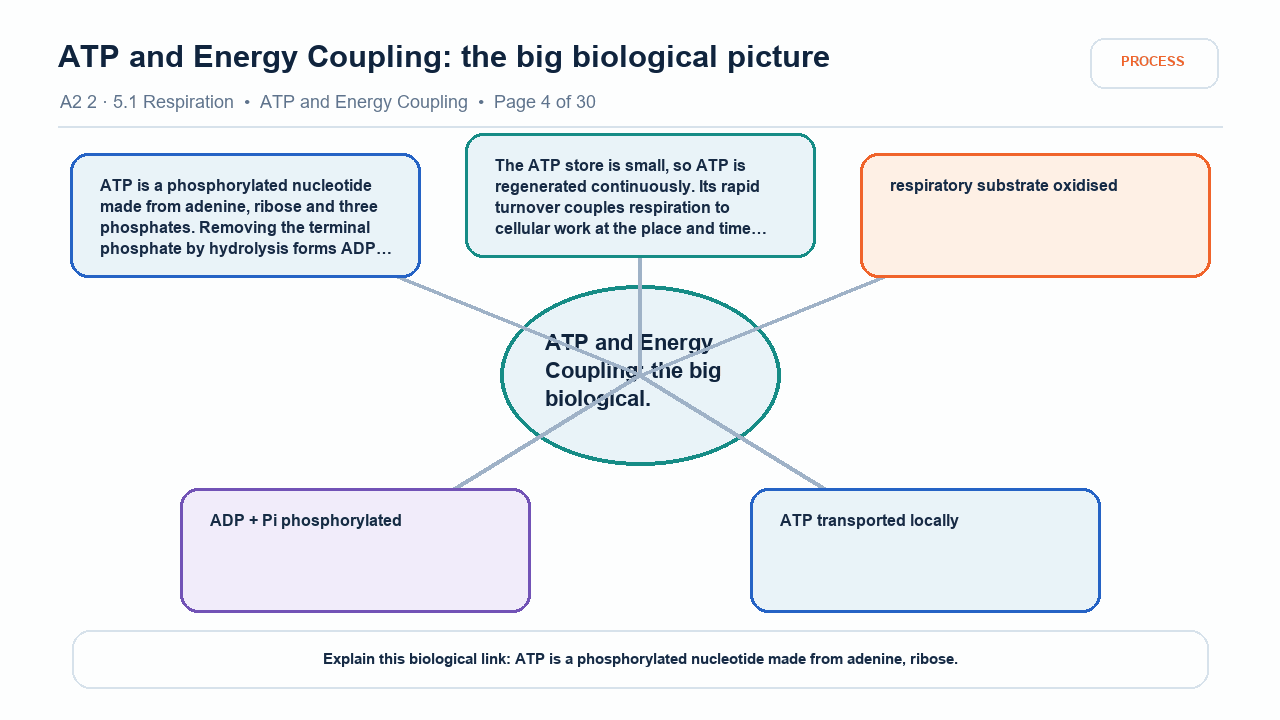 ATP and Energy Coupling: the big biological picture
PROCESS
A2 2 · 5.1 Respiration • ATP and Energy Coupling • Page 4 of 30
ATP is a phosphorylated nucleotide
made from adenine, ribose and three
phosphates. Removing the terminal
phosphate by hydrolysis forms ADP…
The ATP store is small, so ATP is
regenerated continuously. Its rapid
turnover couples respiration to
cellular work at the place and time…
respiratory substrate oxidised
ATP and Energy
Coupling: the big
biological.
ADP + Pi phosphorylated
ATP transported locally
Explain this biological link: ATP is a phosphorylated nucleotide made from adenine, ribose.